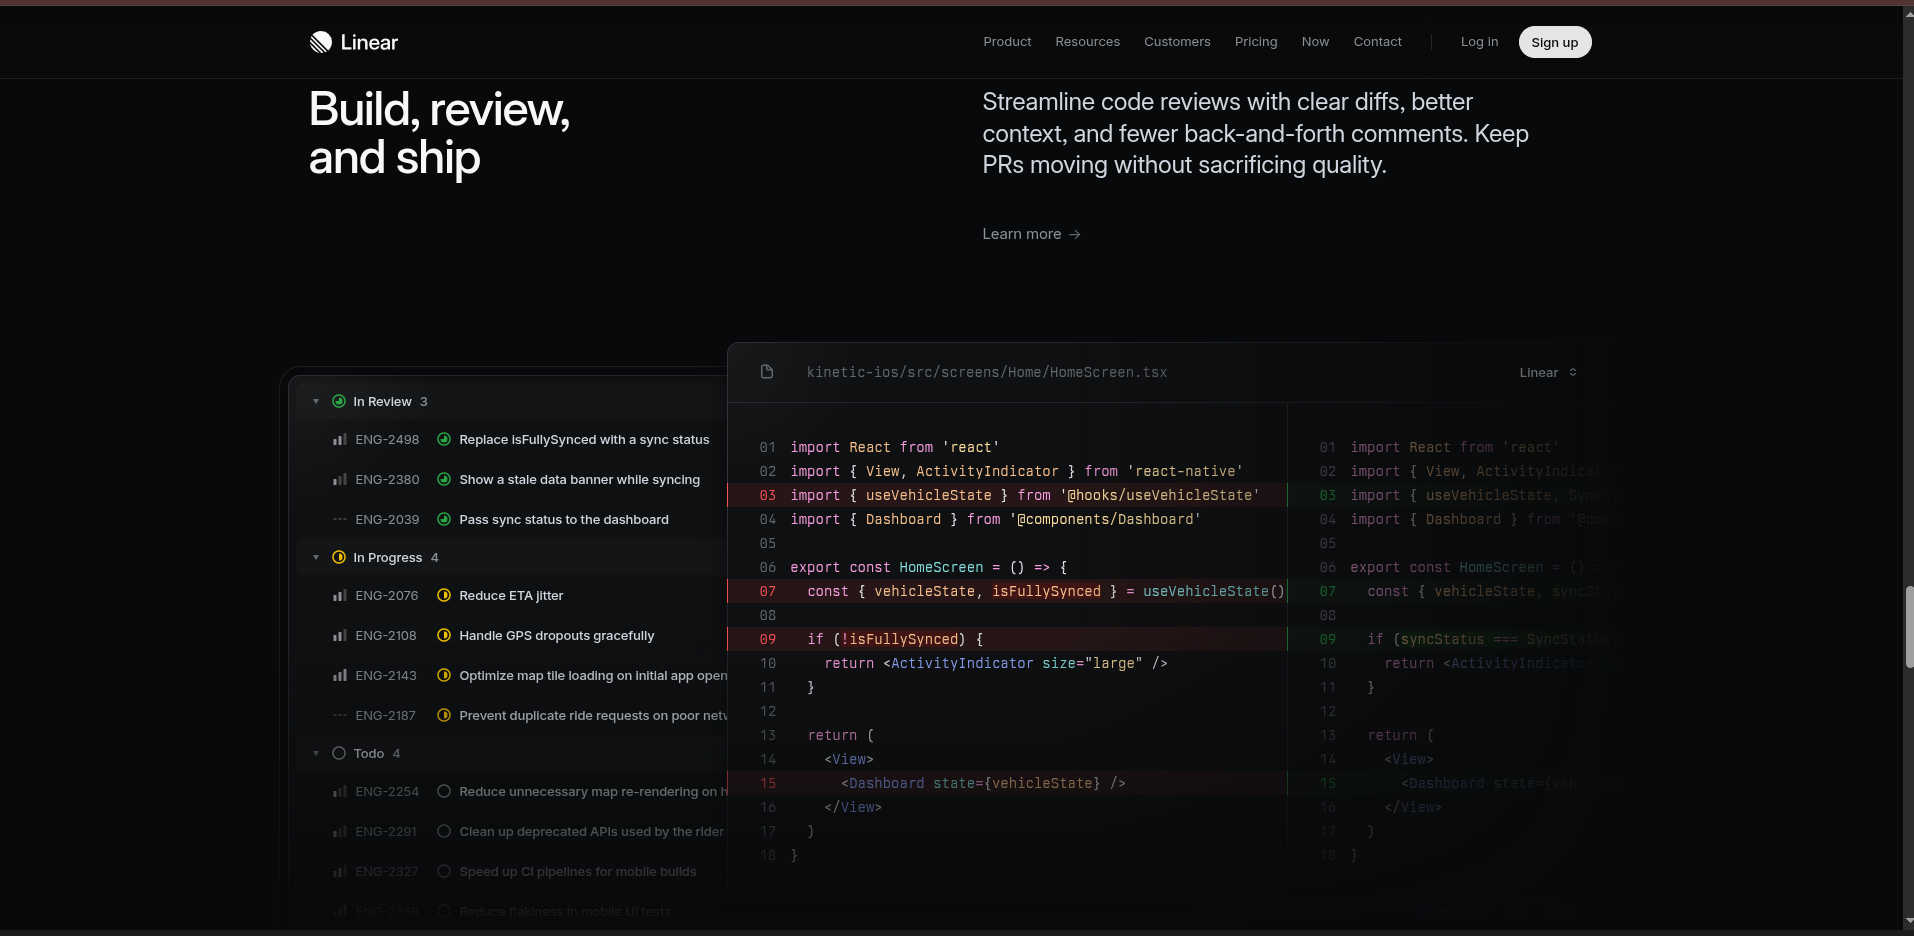 Linear
Product Resources Customers Pricing Now Contact Log in Sign up
Build, review,
and ship
Streamline code reviews with clear diffs, better
context, and fewer back-and-forth comments. Keep
PRs moving without sacrificing quality.
Learn more →
In Review 3
ENG-2498 Replace isFullySynced with a sync status
ENG-2380 Show a stale data banner while syncing
--- ENG-2039 Pass sync status to the dashboard
In Progress 4
ENG-2076 Reduce ETA jitter
ENG-2108 Handle GPS dropouts gracefully
ENG-2143 Optimize map tile loading on initial app open
--- ENG-2187 Prevent duplicate ride requests on poor netw
Todo 4
ENG-2254 Reduce unnecessary map re-rendering on h
ENG-2291 Clean up deprecated APIs used by the rider
ENG-2327 Speed up CI pipelines for mobile builds
ENG-2358 Reduce flakiness in mobile UI tests
kinetic-ios/src/screens/Home/HomeScreen.tsx
Linear
01 import React from 'react'
02 import { View, ActivityIndicator } from 'react-native'
03 import { useVehicleState } from '@hooks/useVehicleState'
04 import { Dashboard } from '@components/Dashboard'
05
06 export const HomeScreen = () => {
07 const { vehicleState, isFullySynced } = useVehicleState()
08
09 if (!isFullySynced) {
10 return <ActivityIndicator size="large" />
11 }
12
13 return (
14 <View>
15 <Dashboard state={vehicleState} />
16 </View>
17 )
18 }
01 import React from 'react'
02 import { View, ActivityIndicator
03 import { useVehicleState, SyncS
04 import { Dashboard } from '@com
05
06 export const HomeScreen = () =
07 const { vehicleState, syncSta
08
09 if (syncStatus === SyncStatus
10 return <ActivityIndicator
11 }
12
13 return (
14 <View>
15 <Dashboard state={vehic
16 </View>
17 )
18 }